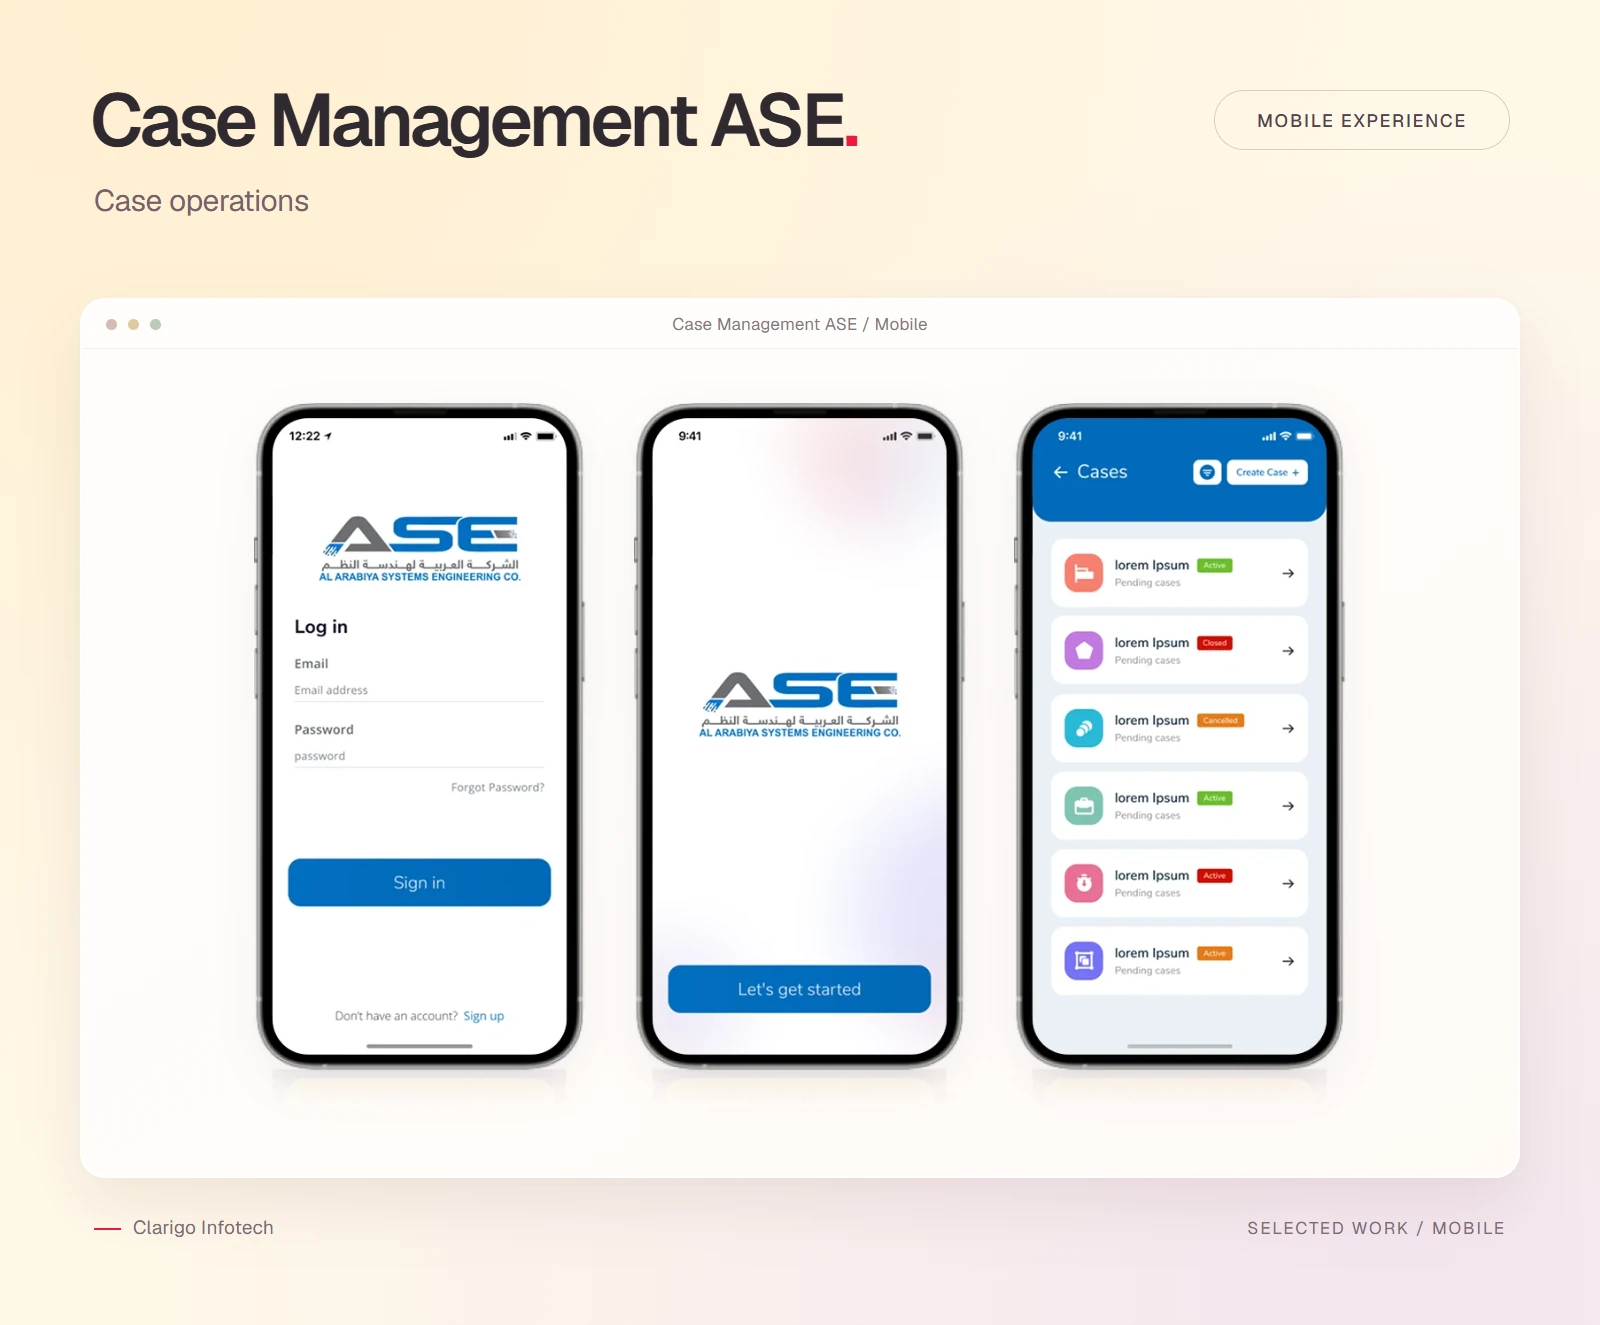 Case Management ASE.
MOBILE EXPERIENCE
Case operations
Case Management ASE / Mobile
12:22
ASE
الشركة العربية لهندسة النظم
AL ARABIYA SYSTEMS ENGINEERING CO.
Log in
Email
Email address
Password
password
Forgot Password?
Sign in
Don't have an account? Sign up
9:41
ASE
الشركة العربية لهندسة النظم
AL ARABIYA SYSTEMS ENGINEERING CO.
Let's get started
9:41
Cases
Create Case +
lorem Ipsum Active
Pending cases
lorem Ipsum Closed
Pending cases
lorem Ipsum Cancelled
Pending cases
lorem Ipsum Active
Pending cases
lorem Ipsum Active
Pending cases
lorem Ipsum Active
Pending cases
Clarigo Infotech
SELECTED WORK / MOBILE